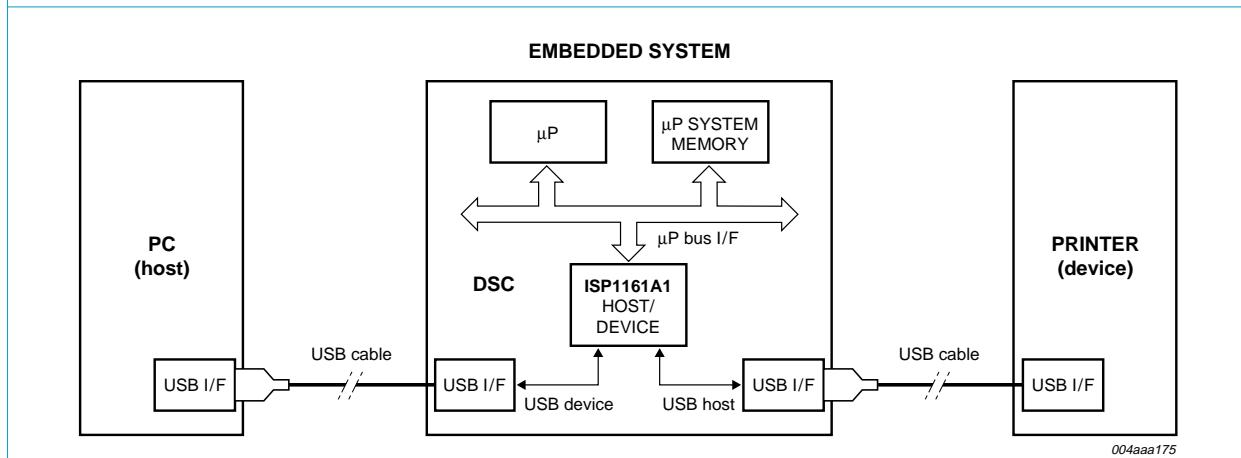 EMBEDDED SYSTEM
µP
µP SYSTEM
MEMORY
µP bus I/F
PC
(host)
DSC
ISP1161A1
HOST/
DEVICE
PRINTER
(device)
USB cable
USB cable
USB I/F
USB I/F
USB device
USB host
USB I/F
USB I/F
004aaa175